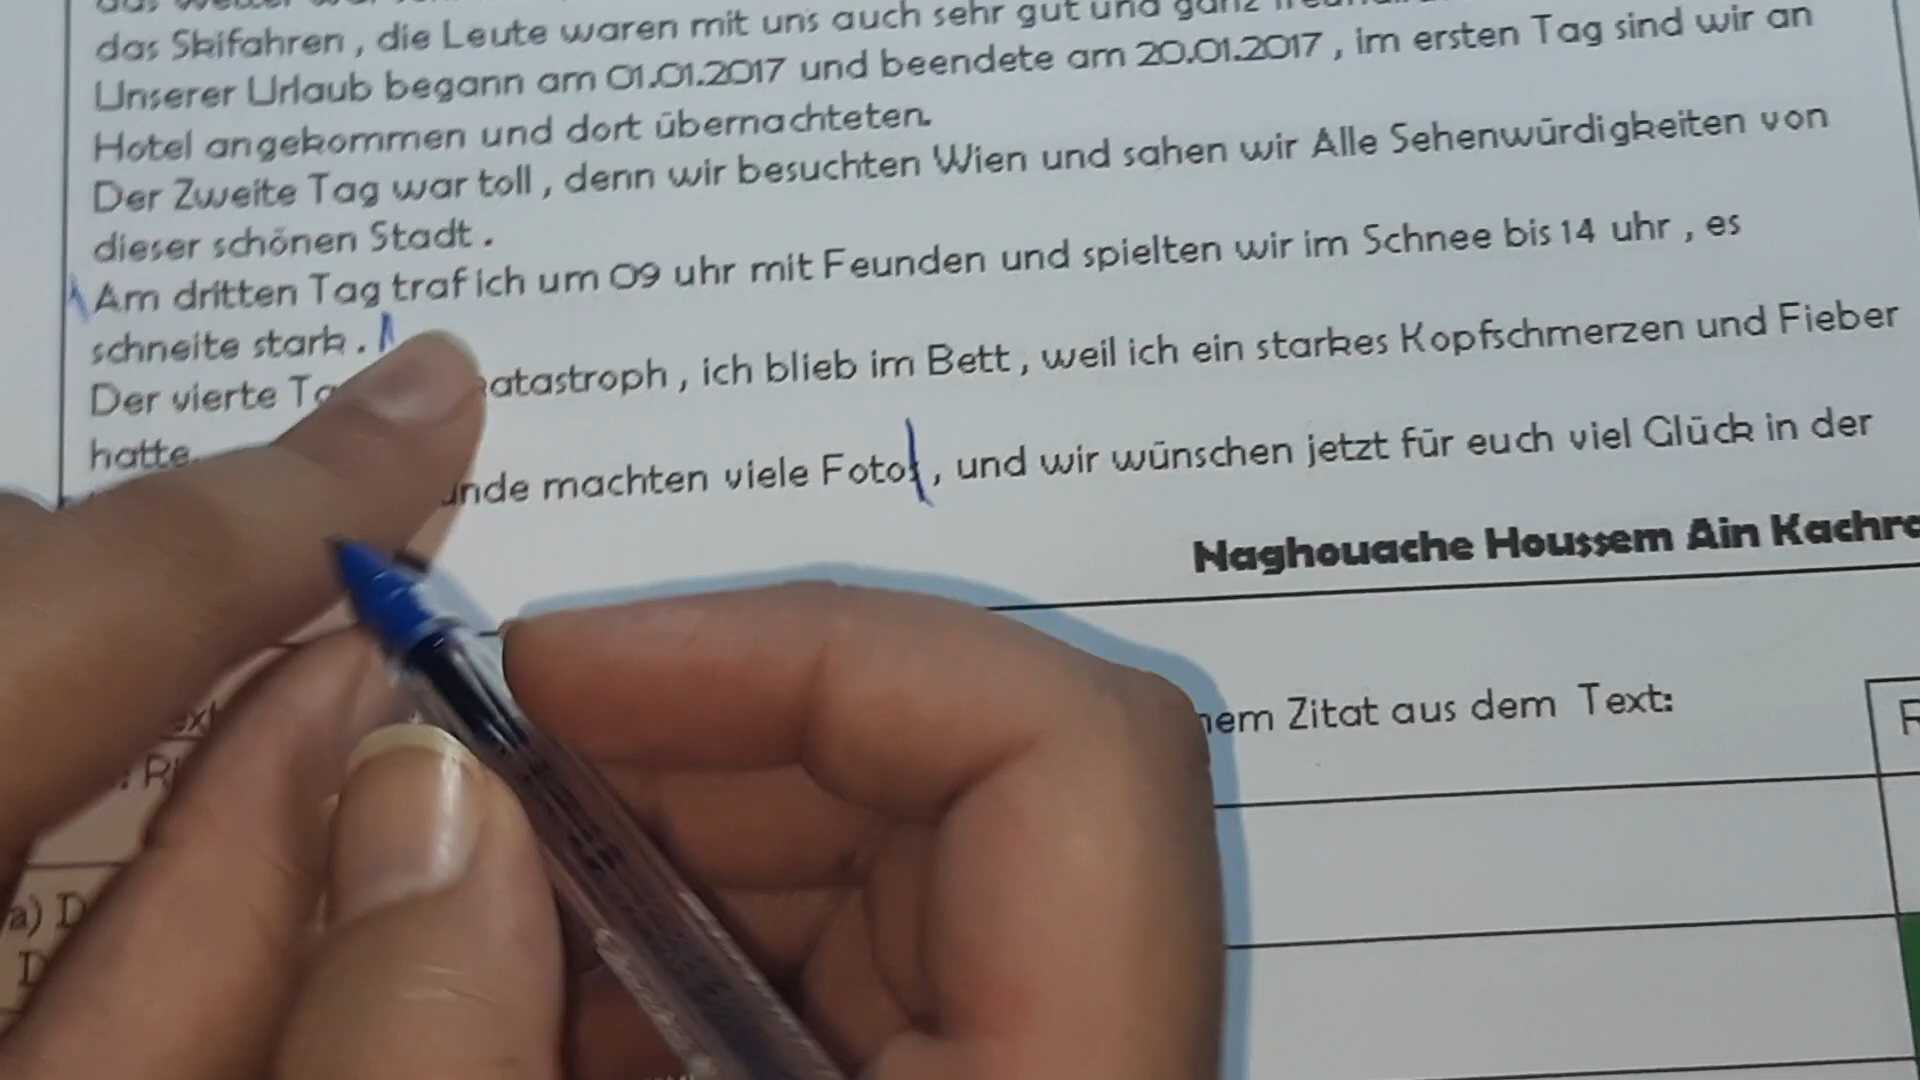 das Skifahren , die Leute waren mit uns auch sehr gut und ganz
Unserer Urlaub begann am 01.01.2017 und beendete am 20.01.2017 , im ersten Tag sind wir an
Hotel angekommen und dort übernachteten.
Der Zweite Tag war toll , denn wir besuchten Wien und sahen wir Alle Sehenwürdigkeiten von
dieser schönen Stadt .
Am dritten Tag traf ich um 09 uhr mit Feunden und spielten wir im Schnee bis 14 uhr , es
schneite stark .
Der vierte atastroph , ich blieb im Bett , weil ich ein starkes Kopfschmerzen und Fieber
hatte.
unde machten viele Fotos , und wir wünschen jetzt für euch viel Glück in der
Naghouache Houssem Ain Kachre
nem Zitat aus dem Text:
R
a) D
D